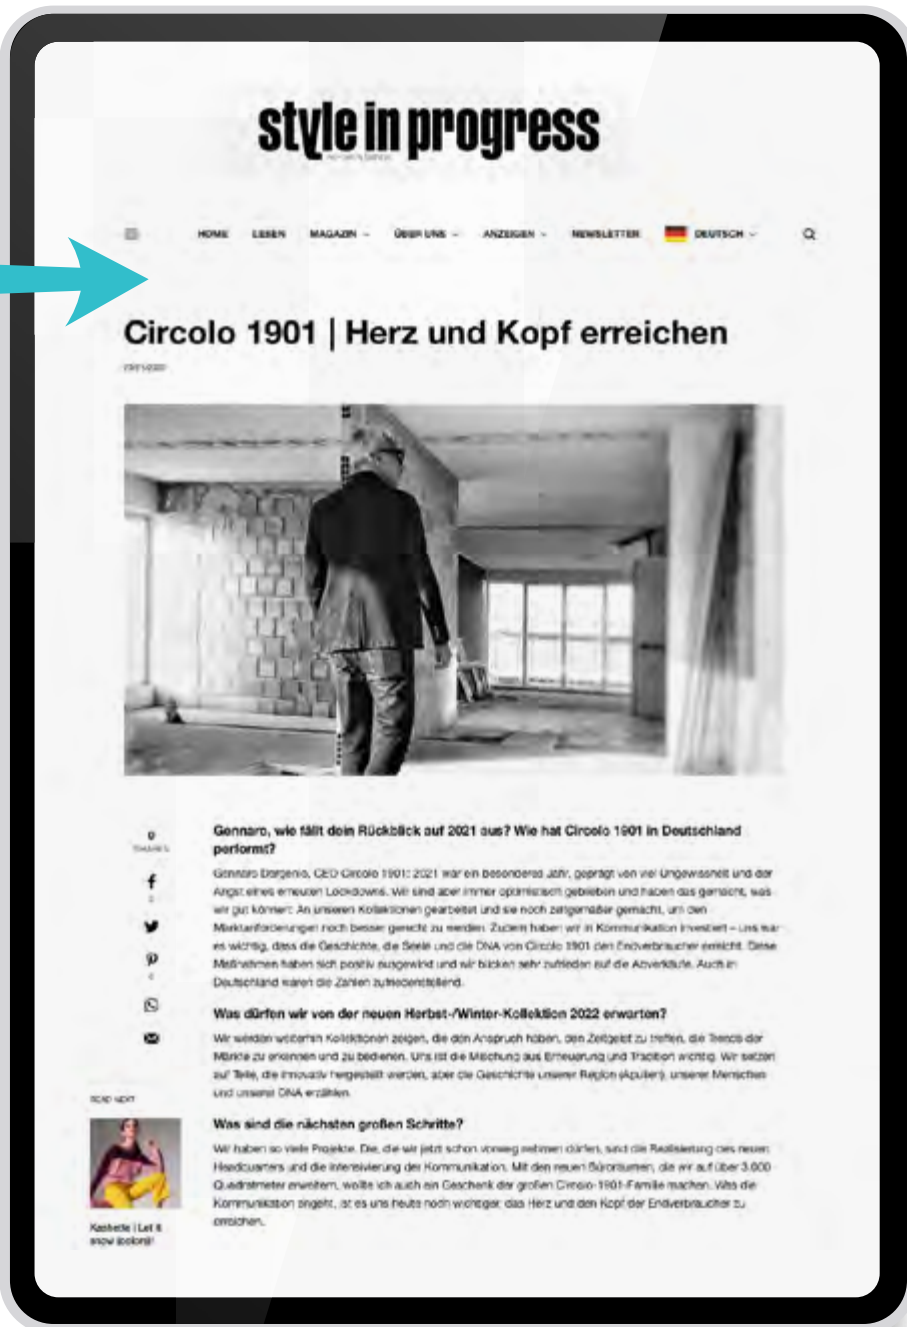 style in progress
HOME LESEN MAGAZIN ÜBER UNS ANZEIGEN NEWSLETTER DEUTSCH
Circolo 1901 | Herz und Kopf erreichen
0
SHARES
Gennaro, wie fällt dein Rückblick auf 2021 aus? Wie hat Circolo 1901 in Deutschland
performt?
Gennaro Dargenio, CEO Circolo 1901: 2021 war ein besonderes Jahr, geprägt von viel Ungewissheit und der
Angst eines erneuten Lockdowns. Wir sind aber immer optimistisch geblieben und haben das gemacht, was
wir gut können: An unseren Kollektionen gearbeitet und sie noch zeitgemäßer gemacht, um den
Marktanforderungen noch besser gerecht zu werden. Zudem haben wir in Kommunikation investiert – uns war
es wichtig, dass die Geschichte, die Seele und die DNA von Circolo 1901 den Endverbraucher erreicht. Diese
Maßnahmen haben sich positiv ausgewirkt und wir blicken sehr zufrieden auf die Abverkäufe. Auch in
Deutschland waren die Zahlen zufriedenstellend.
Was dürfen wir von der neuen Herbst-/Winter-Kollektion 2022 erwarten?
Wir werden weiterhin Kollektionen zeigen, die den Anspruch haben, den Zeitgeist zu treffen, die Trends der
Märkte zu erkennen und zu bedienen. Uns ist die Mischung aus Erneuerung und Tradition wichtig. Wir setzen
auf Teile, die innovativ hergestellt werden, aber die Geschichte unserer Region (Apulien), unserer Menschen
und unserer DNA erzählen.
Was sind die nächsten großen Schritte?
Wir haben so viele Projekte. Die, die wir jetzt schon vorweg nehmen dürfen, sind die Realisierung des neuen
Headquarters und die Intensivierung der Kommunikation. Mit den neuen Büroräumen, die wir auf über 3.000
Quadratmeter erweitern, wollte ich auch ein Geschenk der großen Circolo-1901-Familie machen. Was die
Kommunikation angeht, ist es uns heute noch wichtiger, das Herz und den Kopf der Endverbraucher zu
erreichen.
READ NEXT
| Let it
snow (colors)!